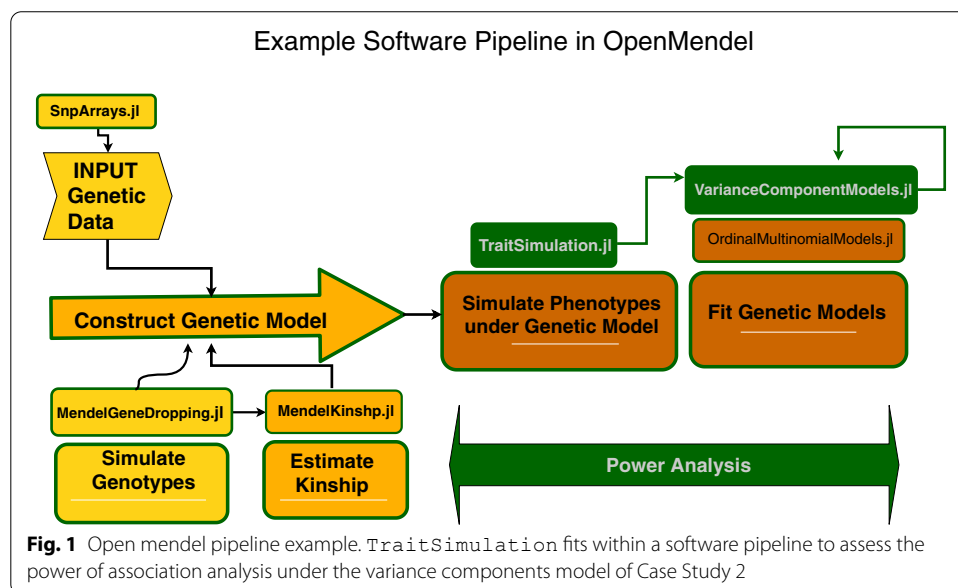 Example Software Pipeline in OpenMendel
SnpArrays.jl
INPUT
Genetic
Data
VarianceComponentModels.jl
TraitSimulation.jl
OrdinalMultinomialModels.jl
Construct Genetic Model
Simulate Phenotypes
under Genetic Model
Fit Genetic Models
MendelGeneDropping.jl
MendelKinshp.jl
Simulate
Genotypes
Estimate
Kinship
Power Analysis
Fig. 1 Open mendel pipeline example. TraitSimulation fits within a software pipeline to assess the
power of association analysis under the variance components model of Case Study 2